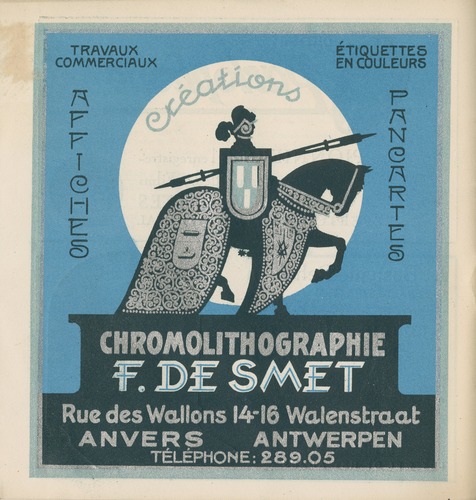 TRAVAUX
COMMERCIAUX
ÉTIQUETTES
EN COULEURS
Créations
AFFICHES
PANCARTES
CHROMOLITHOGRAPHIE
F. DE SMET
Rue des Wallons 14-16 Walenstraat
ANVERS ANTWERPEN
TÉLÉPHONE: 289.05